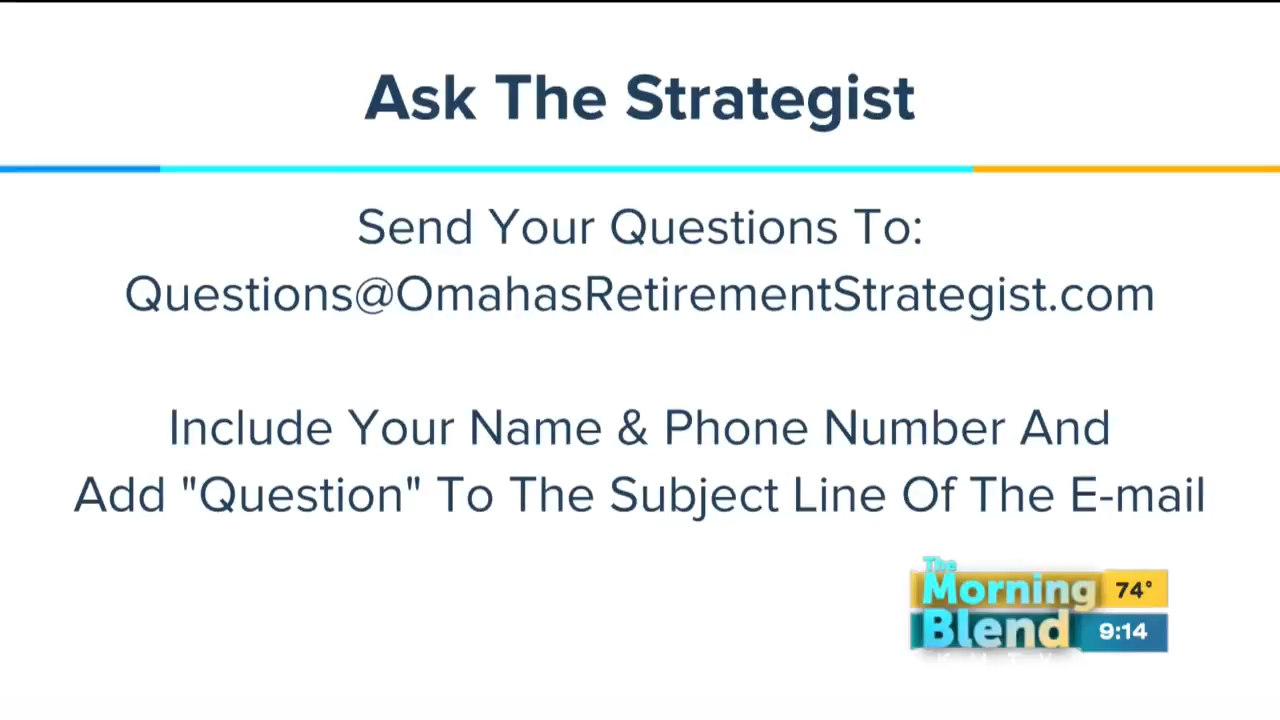 Ask The Strategist
Send Your Questions To:
Questions@OmahasRetirementStrategist.com
Include Your Name & Phone Number And
Add "Question" To The Subject Line Of The E-mail
The
Morning
74°
Blend
9:14